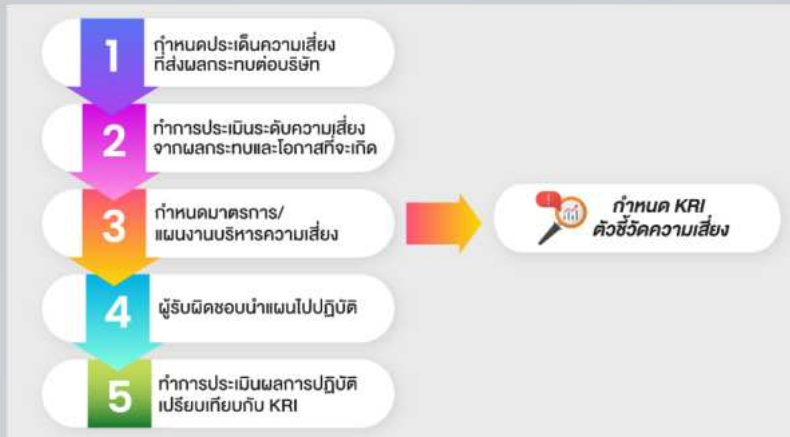 1
กำหนดประเด็นความเสี่ยง
ที่ส่งผลกระทบต่อบริษัท
2
ทำการประเมินระดับความเสี่ยง
จากผลกระทบและโอกาสที่จะเกิด
3
กำหนดมาตรการ/
แผนงานบริหารความเสี่ยง
กำหนด KRI
ตัวชี้วัดความเสี่ยง
4
ผู้รับผิดชอบนำแผนไปปฏิบัติ
5
ทำการประเมินผลการปฏิบัติ
เปรียบเทียบกับ KRI